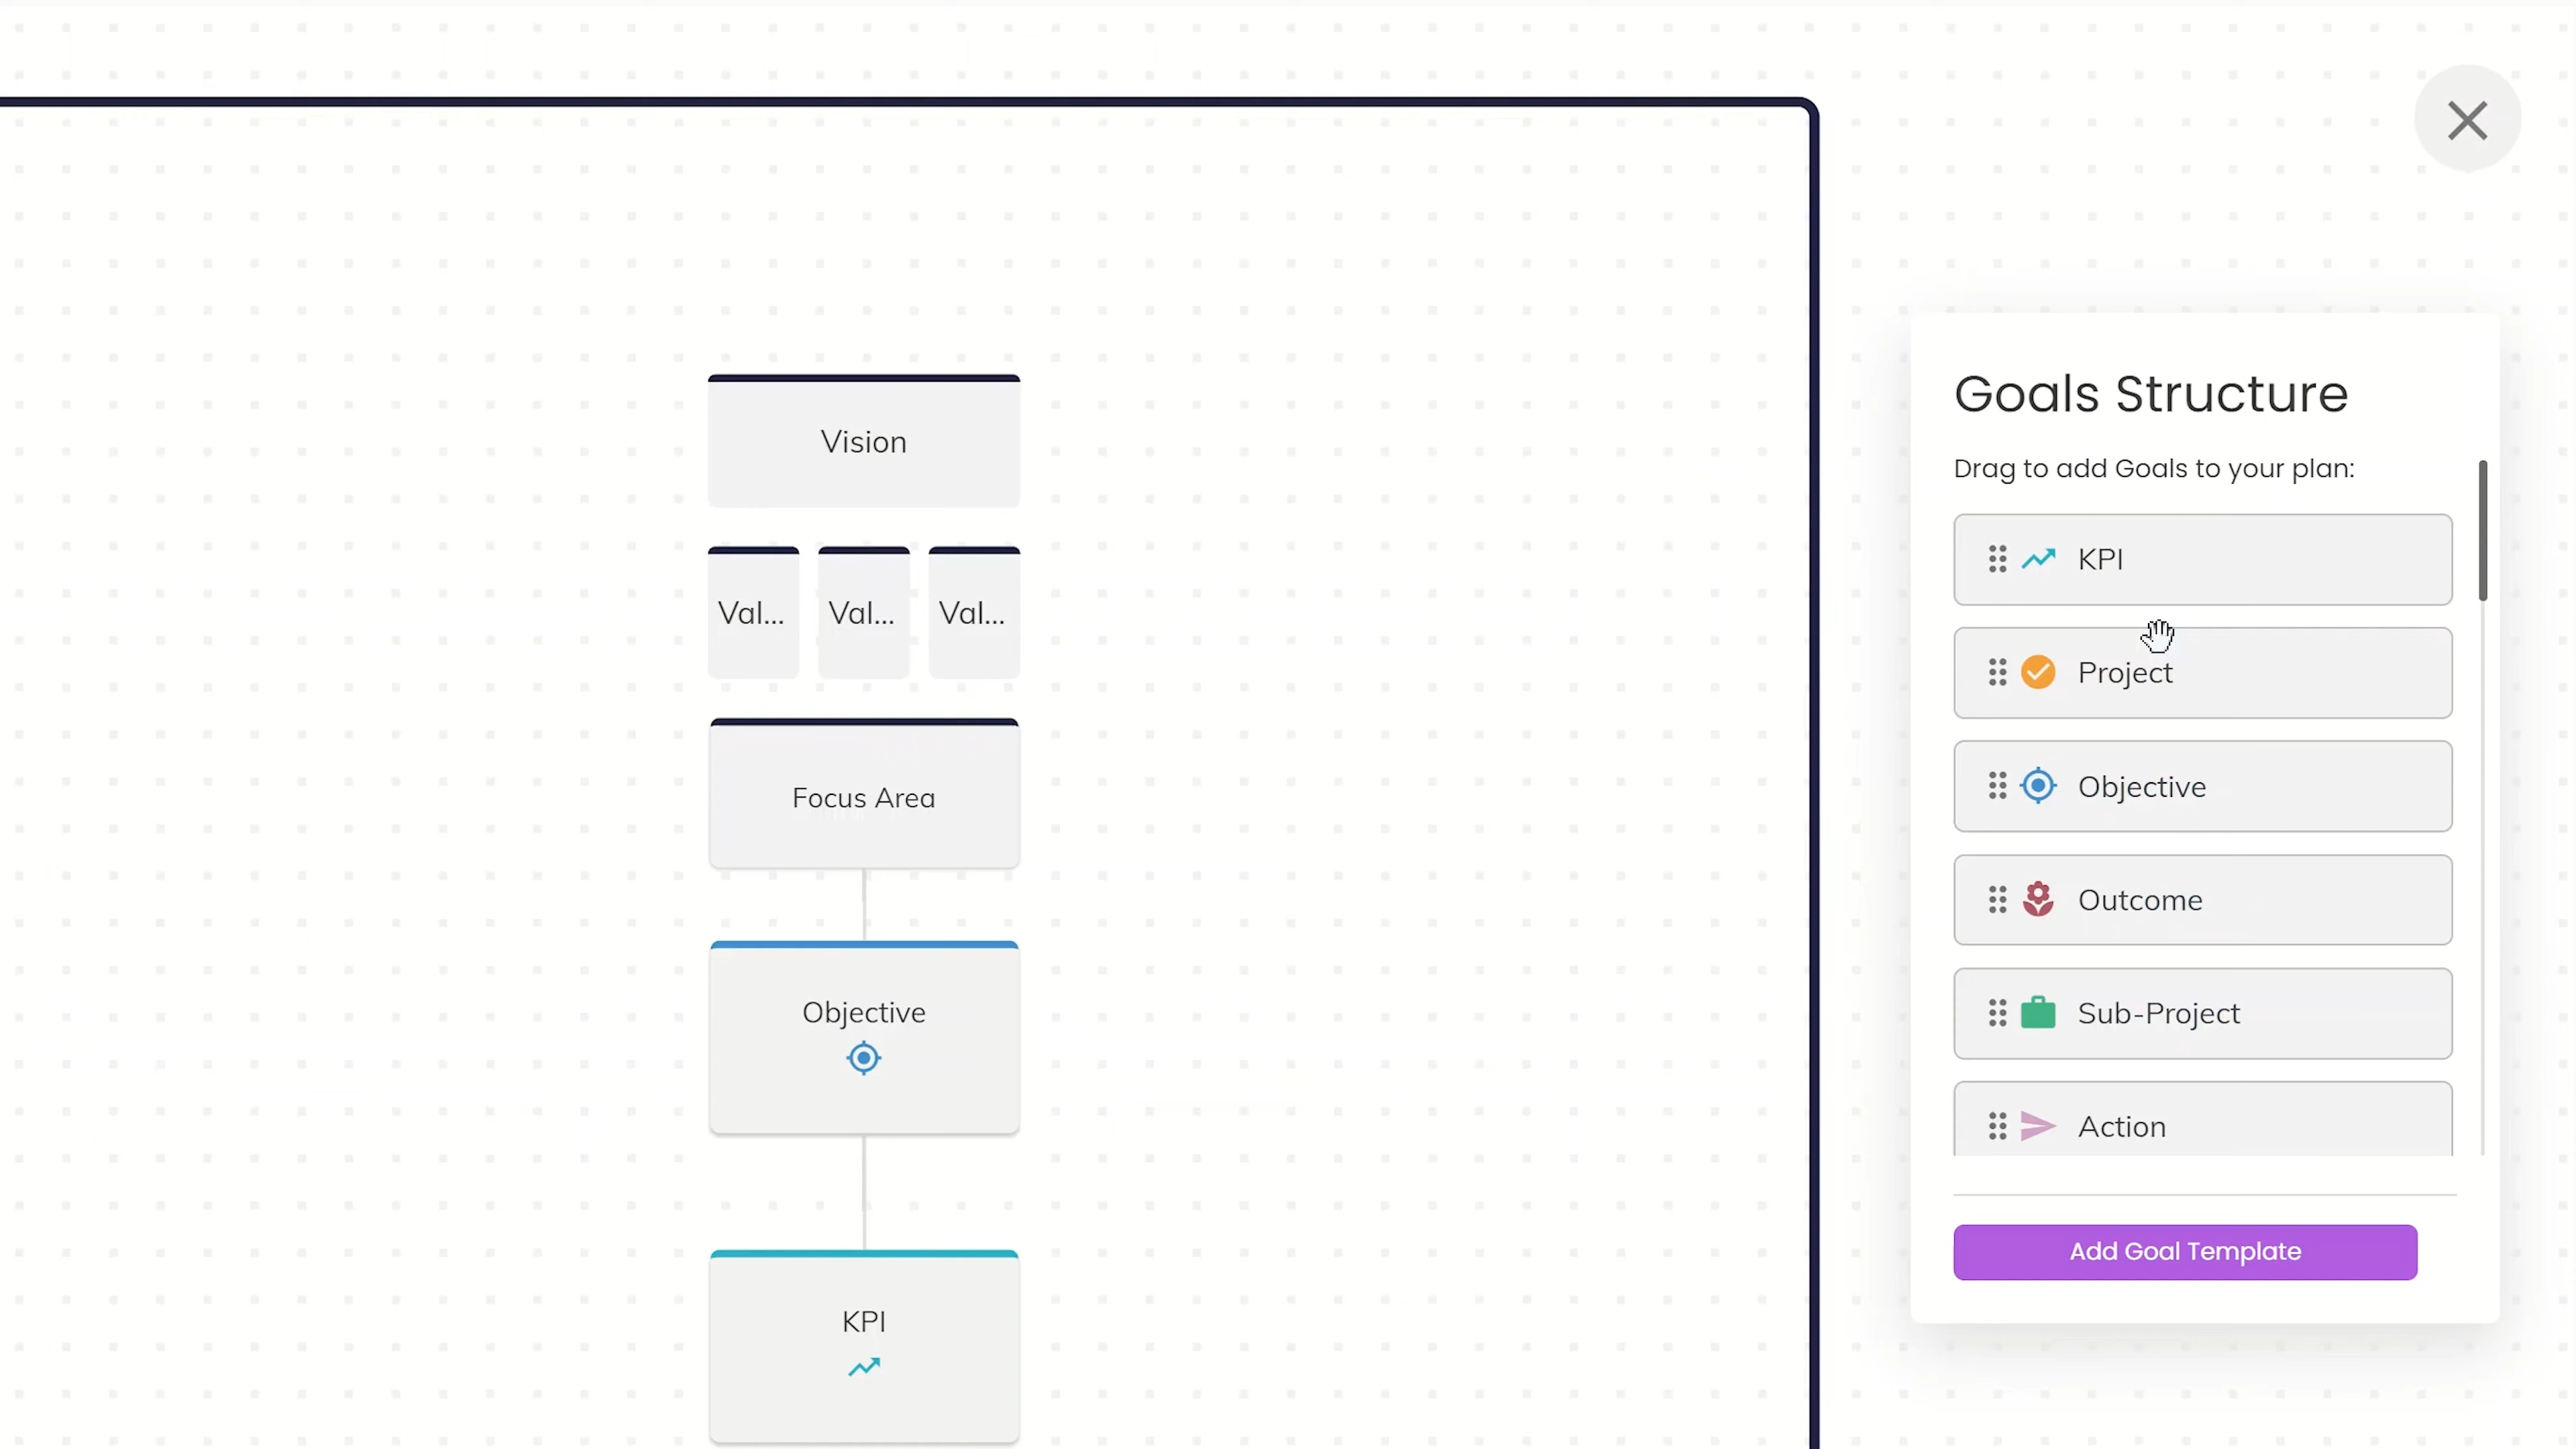 Vision
Val...
Val...
Val...
Focus Area
Objective
KPI
Goals Structure
Drag to add Goals to your plan:
KPI
Project
Objective
Outcome
Sub-Project
Action
Add Goal Template